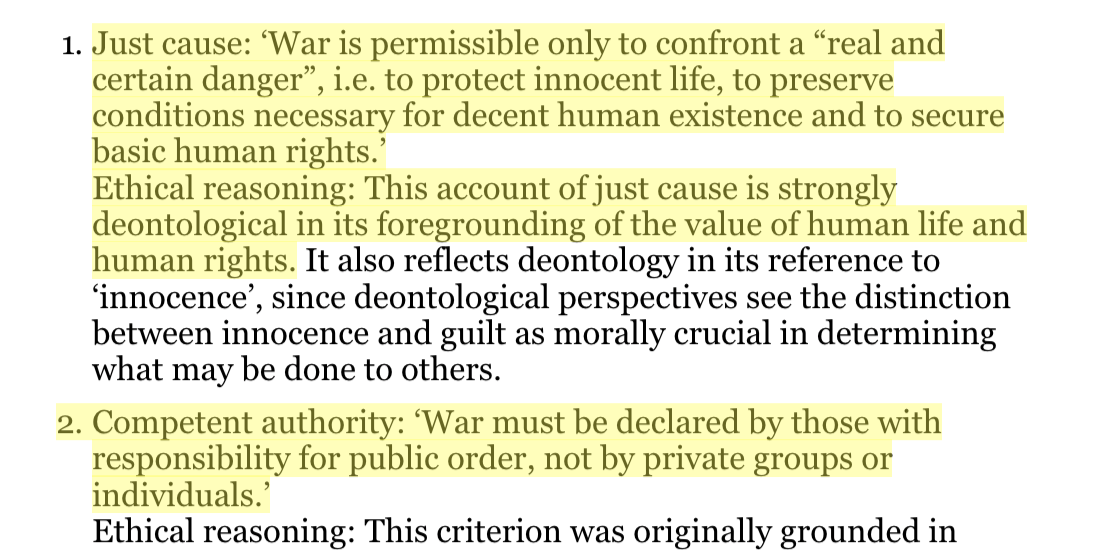 1. Just cause: ‘War is permissible only to confront a “real and
certain danger”, i.e. to protect innocent life, to preserve
conditions necessary for decent human existence and to secure
basic human rights.’
Ethical reasoning: This account of just cause is strongly
deontological in its foregrounding of the value of human life and
human rights. It also reflects deontology in its reference to
‘innocence’, since deontological perspectives see the distinction
between innocence and guilt as morally crucial in determining
what may be done to others.
2. Competent authority: ‘War must be declared by those with
responsibility for public order, not by private groups or
individuals.’
Ethical reasoning: This criterion was originally grounded in